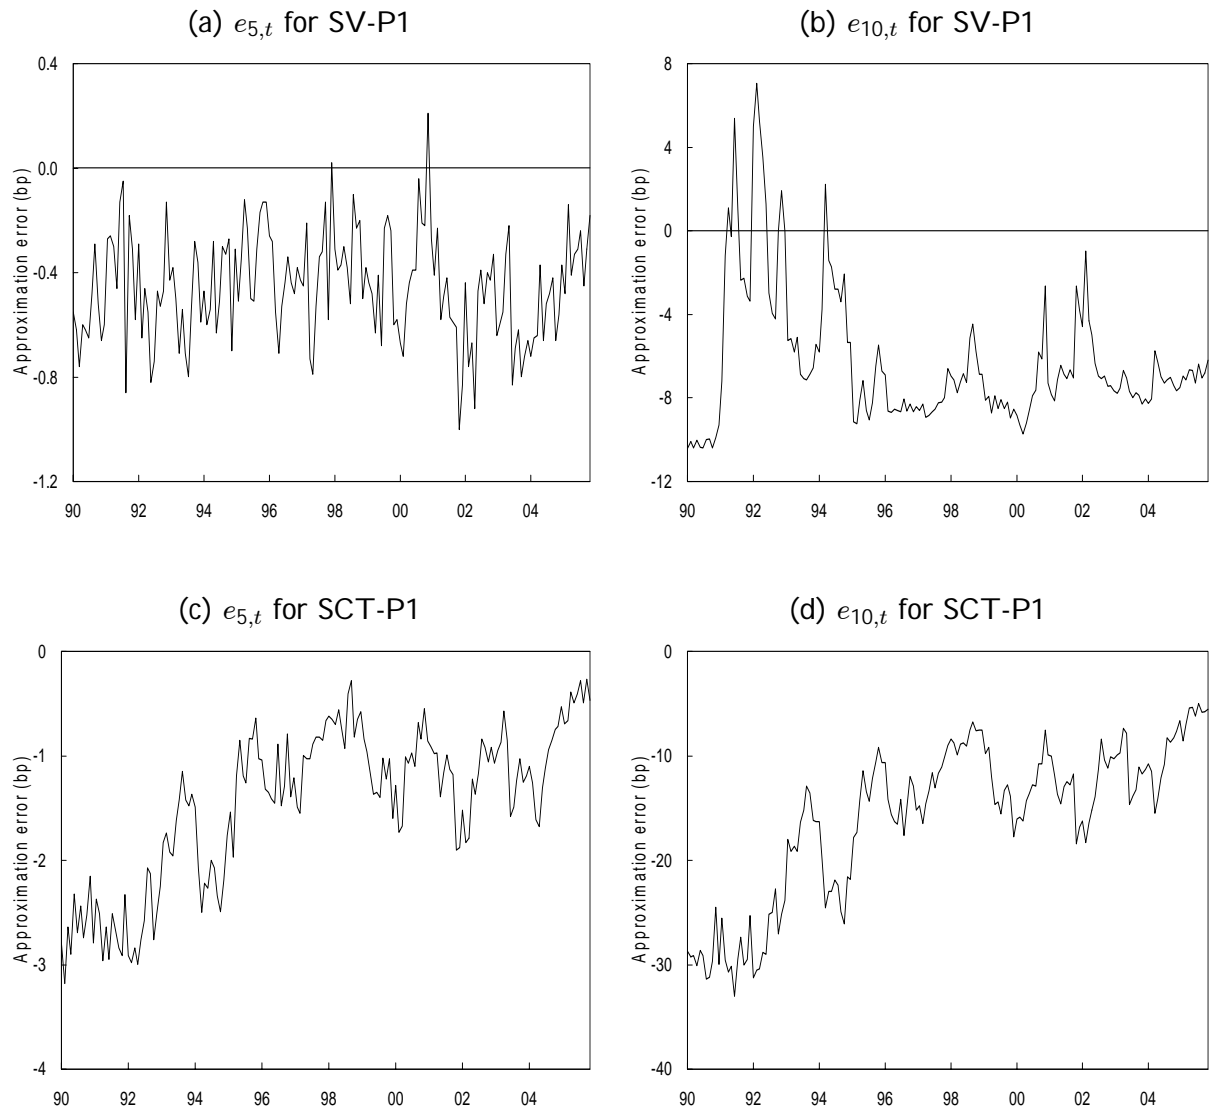 (a) e5,t for SV-P1
Approximation error (bp)
0.4
0.0
-0.4
-0.8
-1.2
90 92 94 96 98 00 02 04
(b) e10,t for SV-P1
Approximation error (bp)
8
4
0
-4
-8
-12
90 92 94 96 98 00 02 04
(c) e5,t for SCT-P1
Approximation error (bp)
0
-1
-2
-3
-4
90 92 94 96 98 00 02 04
(d) e10,t for SCT-P1
Approximation error (bp)
0
-10
-20
-30
-40
90 92 94 96 98 00 02 04